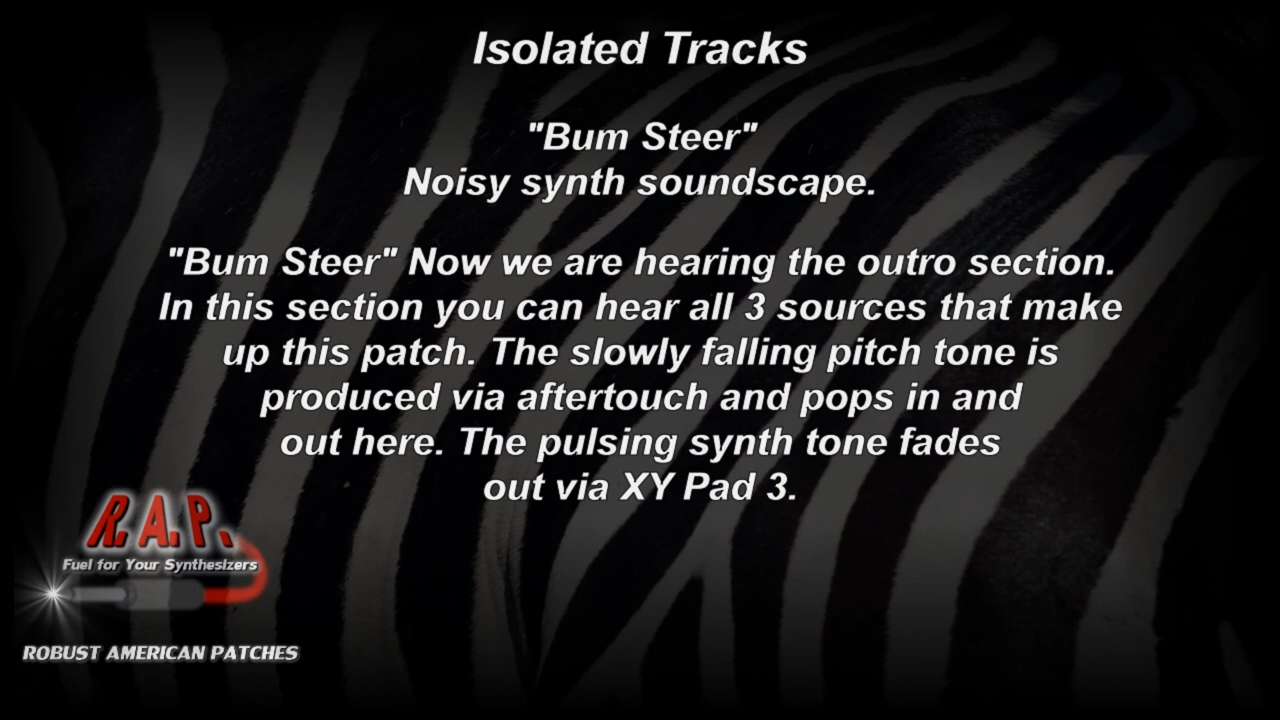 Isolated Tracks
"Bum Steer"
Noisy synth soundscape.
"Bum Steer" Now we are hearing the outro section.
In this section you can hear all 3 sources that make
up this patch. The slowly falling pitch tone is
produced via aftertouch and pops in and
out here. The pulsing synth tone fades
out via XY Pad 3.
R.A.P.
Fuel for Your Synthesizers
ROBUST AMERICAN PATCHES